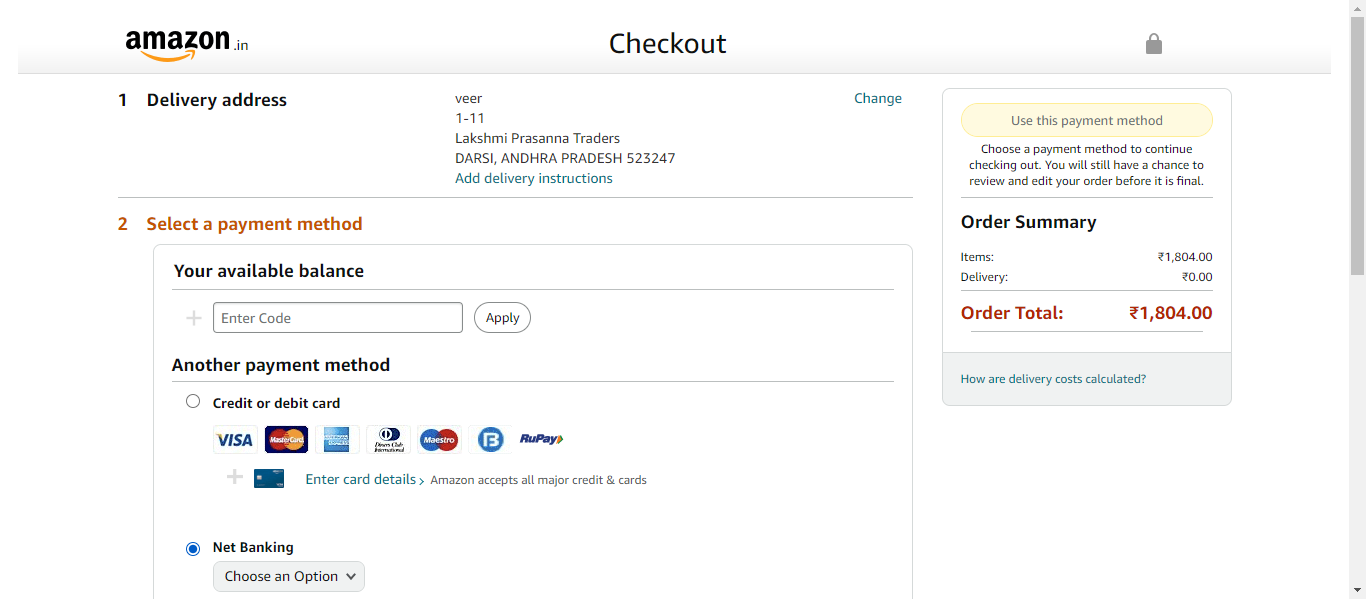 amazon.in
Checkout
1 Delivery address
veer
1-11
Lakshmi Prasanna Traders
DARSI, ANDHRA PRADESH 523247
Add delivery instructions
Change
2 Select a payment method
Your available balance
Enter Code
Apply
Another payment method
Credit or debit card
VISA MasterCard AMERICAN EXPRESS Diners Club International Maestro B RuPay
Enter card details › Amazon accepts all major credit & cards
Net Banking
Choose an Option
Use this payment method
Choose a payment method to continue
checking out. You will still have a chance to
review and edit your order before it is final.
Order Summary
Items: ₹1,804.00
Delivery: ₹0.00
Order Total: ₹1,804.00
How are delivery costs calculated?